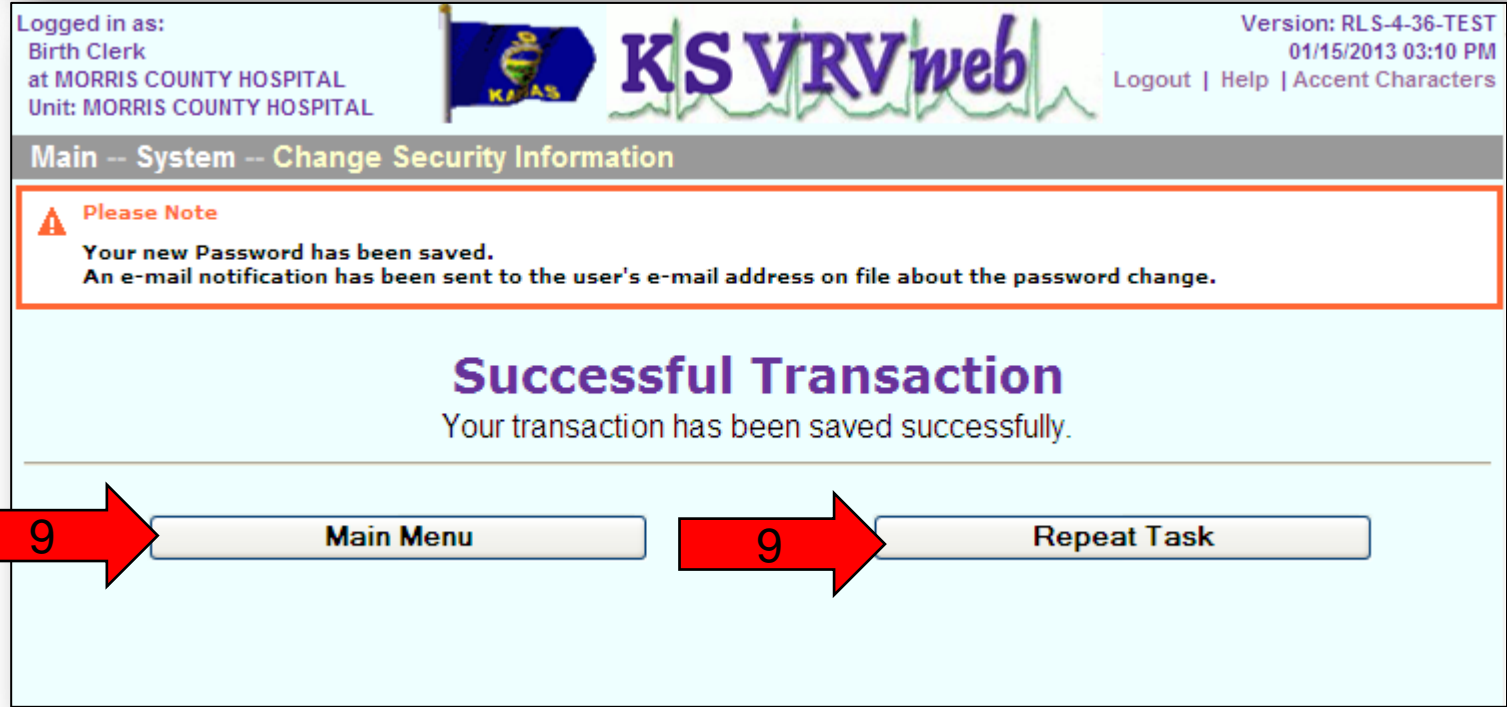 Logged in as:
Birth Clerk
at MORRIS COUNTY HOSPITAL
Unit: MORRIS COUNTY HOSPITAL
KANSAS
KS VRV web
Version: RLS-4-36-TEST
01/15/2013 03:10 PM
Logout | Help | Accent Characters
Main -- System -- Change Security Information
Please Note
Your new Password has been saved.
An e-mail notification has been sent to the user's e-mail address on file about the password change.
Successful Transaction
Your transaction has been saved successfully.
9 Main Menu 9 Repeat Task